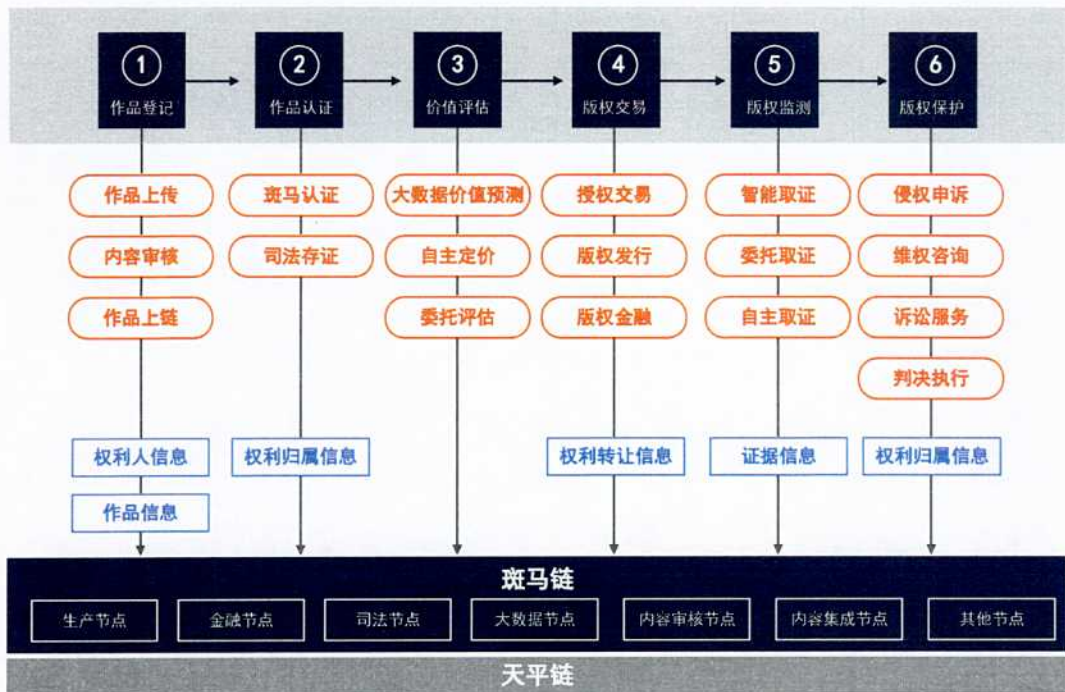 1 2 3 4 5 6
作品登记 作品认证 价值评估 版权交易 版权监测 版权保护
作品上传 斑马认证 大数据价值预测 授权交易 智能取证 侵权申诉
内容审核 司法存证 自主定价 版权发行 委托取证 维权咨询
作品上链 委托评估 版权金融 自主取证 诉讼服务
判决执行
权利人信息 权利归属信息 权利转让信息 证据信息 权利归属信息
作品信息
斑马链
生产节点 金融节点 司法节点 大数据节点 内容审核节点 内容集成节点 其他节点
天平链